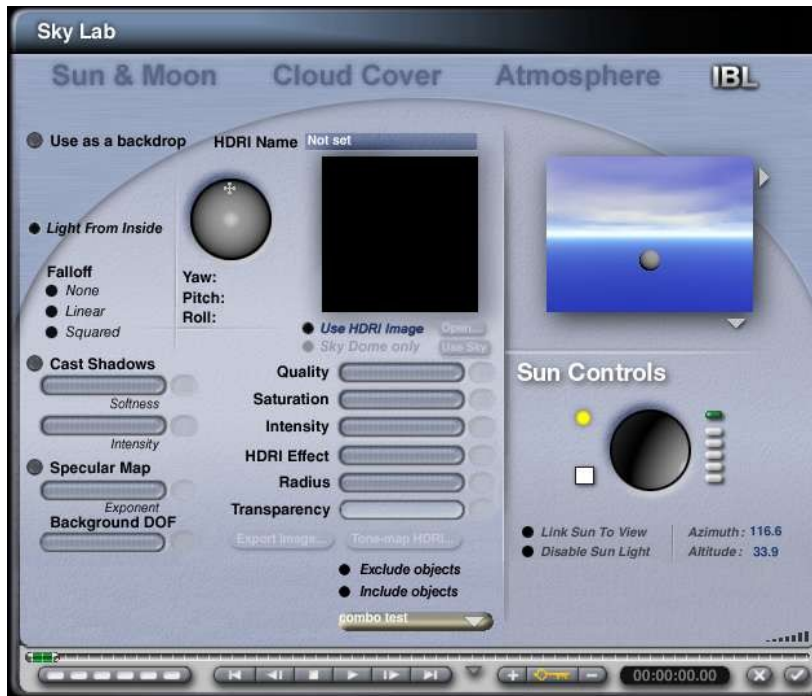 Sky Lab
Sun & Moon Cloud Cover Atmosphere IBL
Use as a backdrop
HDRI Name Not set
Light From Inside
Falloff
None
Linear
Squared
Yaw:
Pitch:
Roll:
Use HDRI Image Open...
Sky Dome only Use Sky
Cast Shadows
Softness
Intensity
Specular Map
Exponent
Background DOF
Quality
Saturation
Intensity
HDRI Effect
Radius
Transparency
Export Image... Tone-map HDRI...
Exclude objects
Include objects
combo test
Sun Controls
Link Sun To View
Disable Sun Light
Azimuth: 116.6
Altitude: 33.9
00:00:00.00